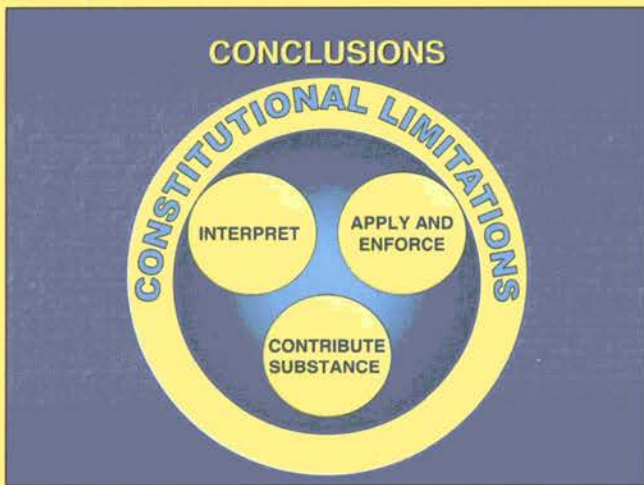 CONCLUSIONS
CONSTITUTIONAL LIMITATIONS
INTERPRET
APPLY AND
ENFORCE
CONTRIBUTE
SUBSTANCE